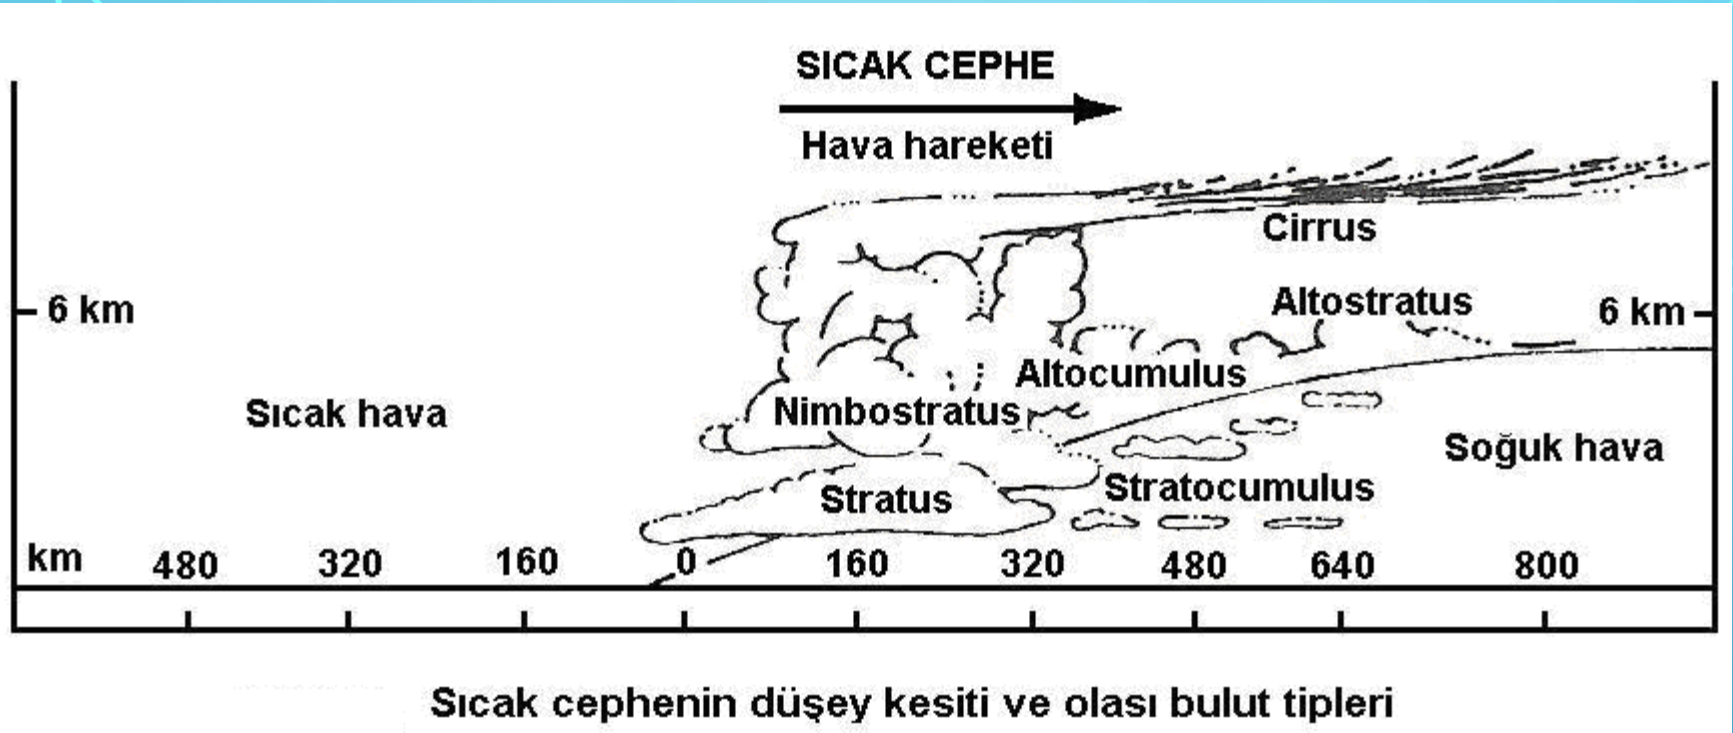 SICAK CEPHE
Hava hareketi
Cirrus
Altostratus
6 km
6 km
Altocumulus
Sıcak hava
Nimbostratus
Soğuk hava
Stratus
Stratocumulus
km 480 320 160 0 160 320 480 640 800
Sıcak cephenin düşey kesiti ve olası bulut tipleri